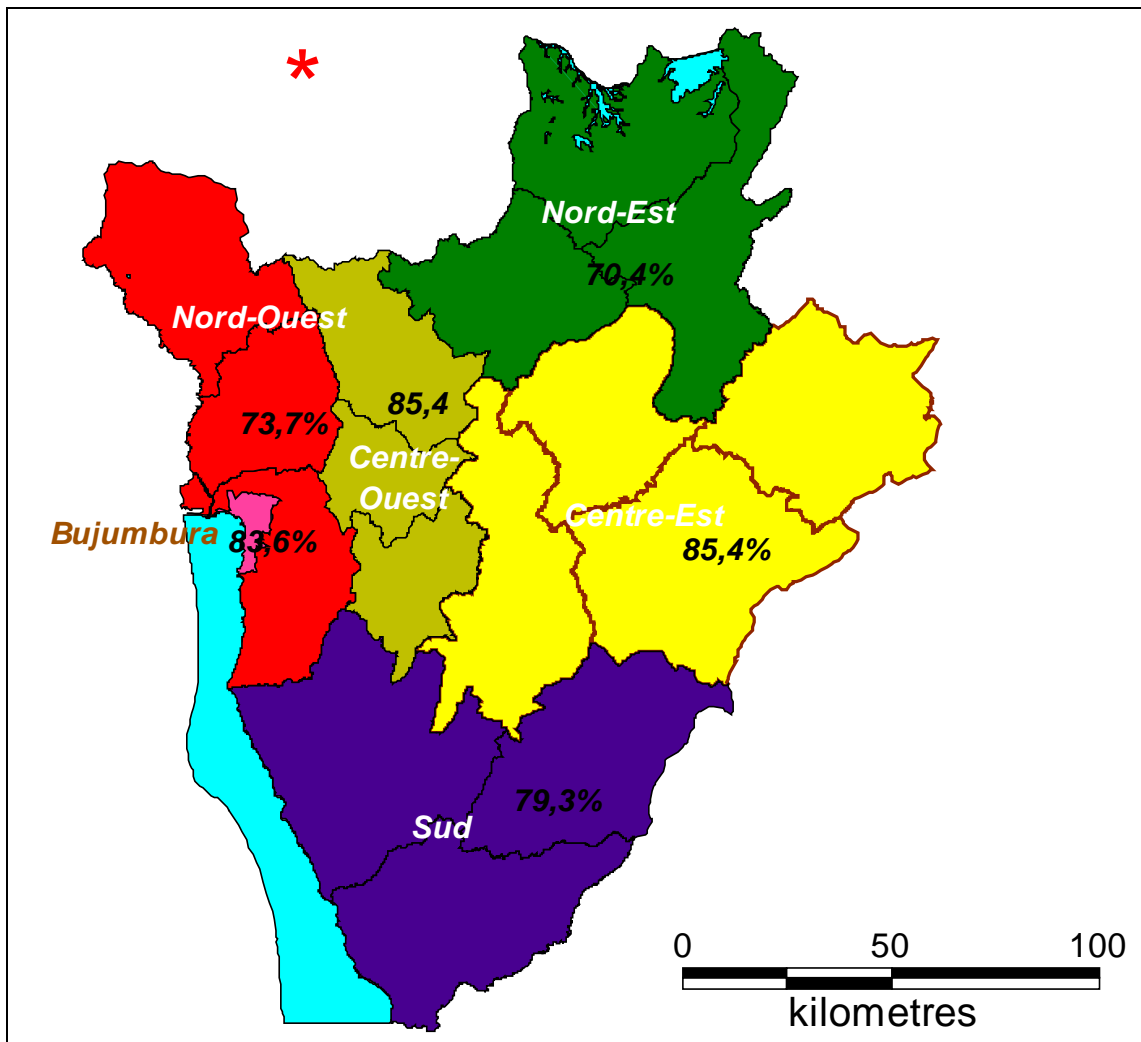 *
Nord-Est
70,4%
Nord-Ouest
85,4
73,7%
Centre-
Ouest
Centre-Est
Bujumbura
83,6%
85,4%
79,3%
Sud
0 50 100
kilometres